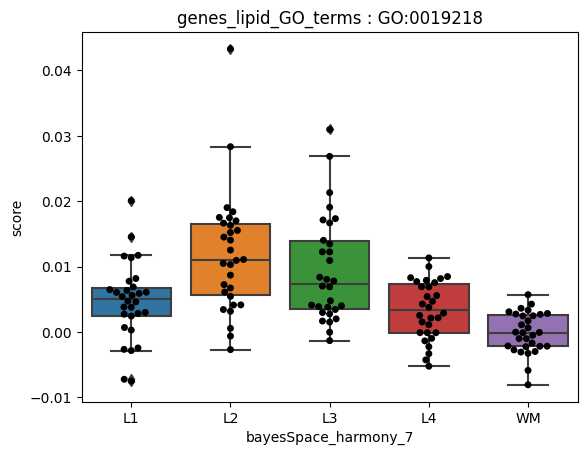 genes_lipid_GO_terms : GO:0019218
0.04
0.03
0.02
0.01
0.00
−0.01
score
L1 L2 L3 L4 WM
bayesSpace_harmony_7